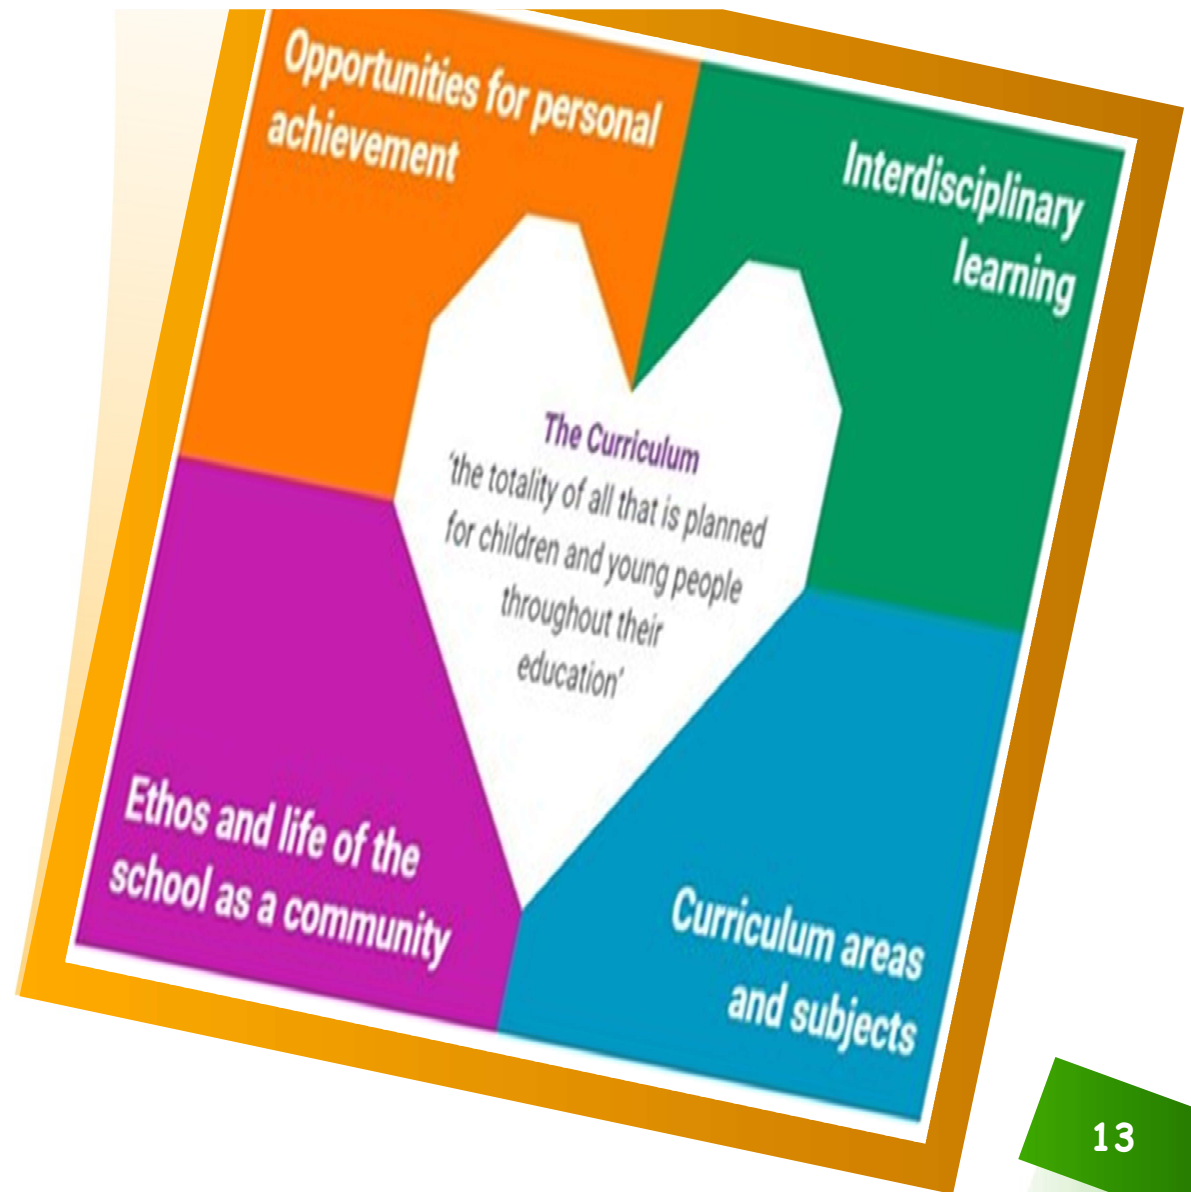 Opportunities for personal
achievement
Interdisciplinary
learning
The Curriculum
‘the totality of all that is planned
for children and young people
throughout their
education’
Ethos and life of the
school as a community
Curriculum areas
and subjects
13